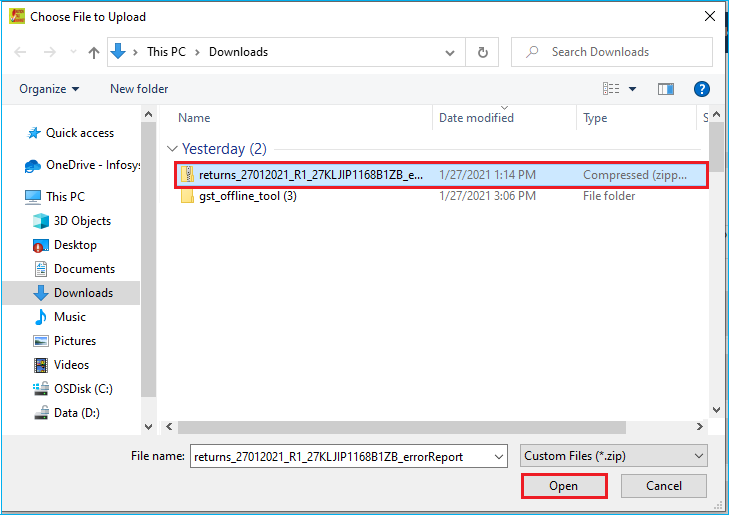 Choose File to Upload
This PC > Downloads
Search Downloads
Organize New folder
Name Date modified Type S
Quick access
OneDrive - Infosy
This PC
3D Objects
Desktop
Documents
Downloads
Music
Pictures
Videos
OSDisk (C:)
Data (D:)
Yesterday (2)
returns_27012021_R1_27KLJIP1168B1ZB_e... 1/27/2021 1:14 PM Compressed (zipp...
gst_offline_tool (3) 1/27/2021 3:06 PM File folder
File name: returns_27012021_R1_27KLJIP1168B1ZB_errorReport Custom Files (*.zip)
Open Cancel